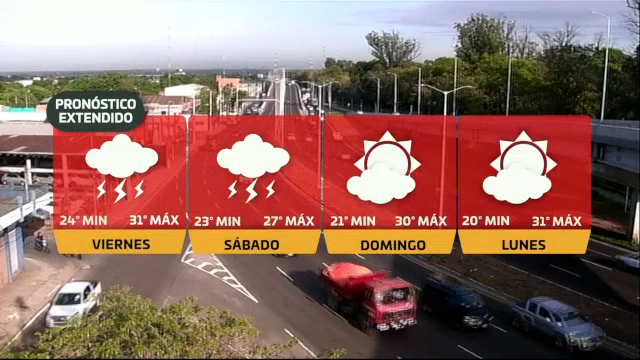 PRONÓSTICO
EXTENDIDO
24° MIN 31° MÁX
VIERNES
23° MIN 27° MÁX
SÁBADO
21° MIN 30° MÁX
DOMINGO
20° MIN 31° MÁX
LUNES